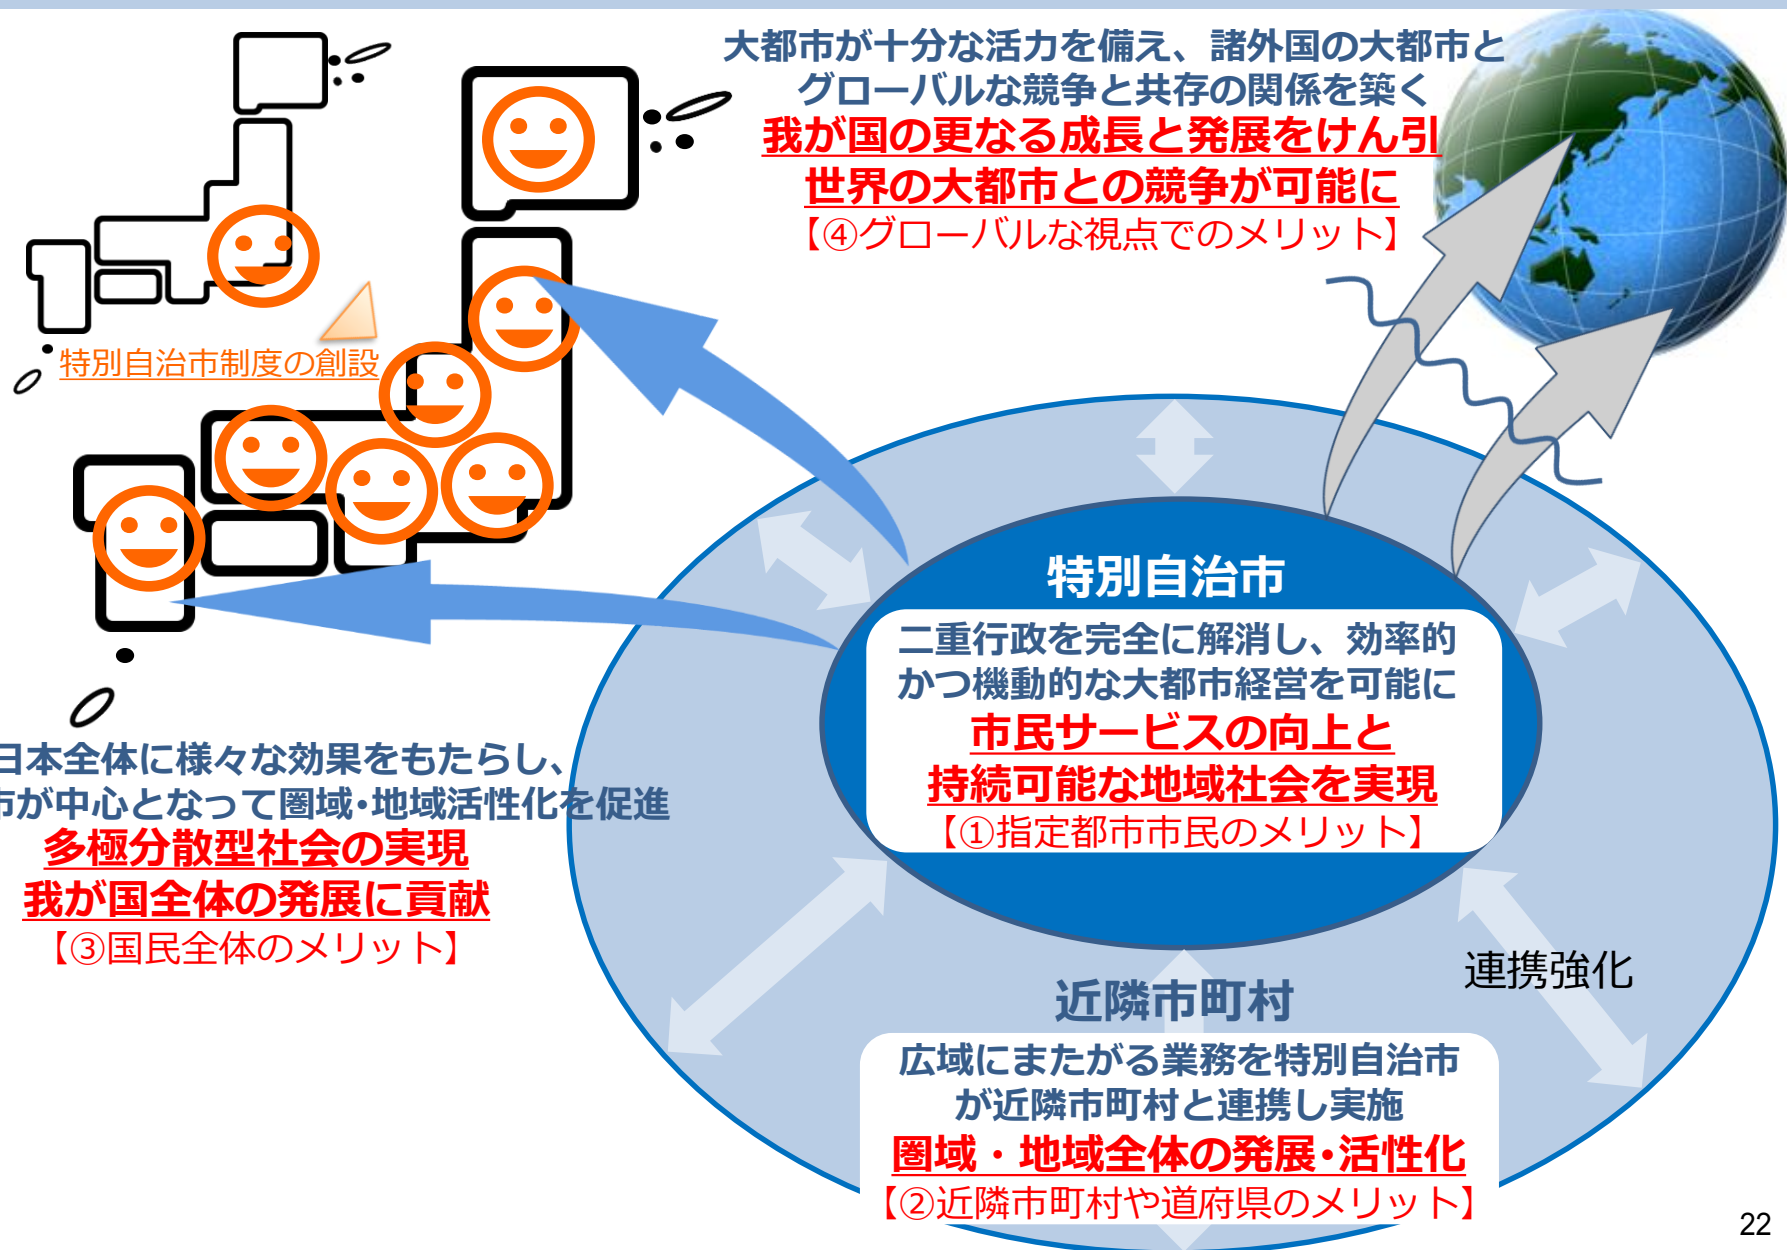 大都市が十分な活力を備え、諸外国の大都市と
グローバルな競争と共存の関係を築く
我が国の更なる成長と発展をけん引
世界の大都市との競争が可能に
【④グローバルな視点でのメリット】
特別自治市制度の創設
特別自治市
二重行政を完全に解消し、効率的
かつ機動的な大都市経営を可能に
市民サービスの向上と
持続可能な地域社会を実現
【①指定都市市民のメリット】
日本全体に様々な効果をもたらし、
市が中心となって圏域・地域活性化を促進
多極分散型社会の実現
我が国全体の発展に貢献
【③国民全体のメリット】
連携強化
近隣市町村
広域にまたがる業務を特別自治市
が近隣市町村と連携し実施
圏域・地域全体の発展・活性化
【②近隣市町村や道府県のメリット】
22